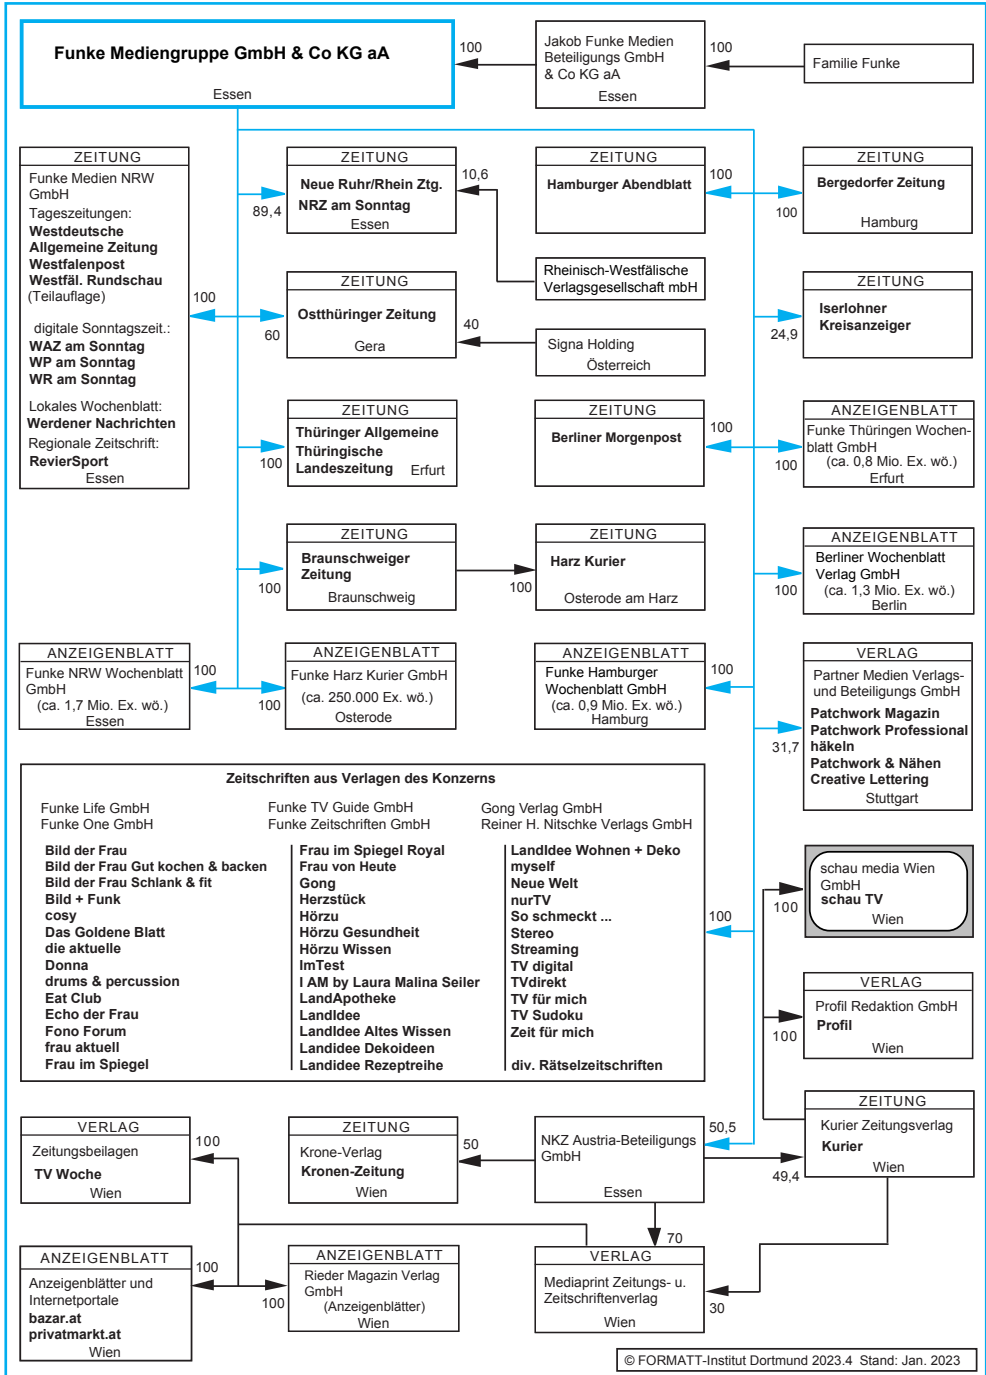 Funke Mediengruppe GmbH & Co KG aA
Essen
100
Jakob Funke Medien
Beteiligungs GmbH
& Co KG aA
Essen
100
Familie Funke
ZEITUNG
Funke Medien NRW
GmbH
Tageszeitungen:
Westdeutsche
Allgemeine Zeitung
Westfalenpost
Westfäl. Rundschau
(Teilauflage)
digitale Sonntagszeit.:
WAZ am Sonntag
WP am Sonntag
WR am Sonntag
Lokales Wochenblatt:
Werdener Nachrichten
Regionale Zeitschrift:
RevierSport
Essen
100
ZEITUNG
Neue Ruhr/Rhein Ztg.
NRZ am Sonntag
Essen
89,4
10,6
Rheinisch-Westfälische
Verlagsgesellschaft mbH
ZEITUNG
Hamburger Abendblatt
100
ZEITUNG
Bergedorfer Zeitung
Hamburg
100
ZEITUNG
Ostthüringer Zeitung
Gera
60
40
Signa Holding
Österreich
ZEITUNG
Iserlohner
Kreisanzeiger
24,9
ZEITUNG
Thüringer Allgemeine
Thüringische
Landeszeitung Erfurt
100
ZEITUNG
Berliner Morgenpost
100
ANZEIGENBLATT
Funke Thüringen Wochen-
blatt GmbH
(ca. 0,8 Mio. Ex. wö.)
Erfurt
100
ZEITUNG
Braunschweiger
Zeitung
Braunschweig
100
ZEITUNG
Harz Kurier
Osterode am Harz
100
ANZEIGENBLATT
Berliner Wochenblatt
Verlag GmbH
(ca. 1,3 Mio. Ex. wö.)
Berlin
100
ANZEIGENBLATT
Funke NRW Wochenblatt
GmbH
(ca. 1,7 Mio. Ex. wö.)
Essen
100
ANZEIGENBLATT
Funke Harz Kurier GmbH
(ca. 250.000 Ex. wö.)
Osterode
100
ANZEIGENBLATT
Funke Hamburger
Wochenblatt GmbH
(ca. 0,9 Mio. Ex. wö.)
Hamburg
100
VERLAG
Partner Medien Verlags-
und Beteiligungs GmbH
Patchwork Magazin
Patchwork Professional
häkeln
Patchwork & Nähen
Creative Lettering
Stuttgart
31,7
Zeitschriften aus Verlagen des Konzerns
Funke Life GmbH
Funke One GmbH
Funke TV Guide GmbH
Funke Zeitschriften GmbH
Gong Verlag GmbH
Reiner H. Nitschke Verlags GmbH
Bild der Frau
Bild der Frau Gut kochen & backen
Bild der Frau Schlank & fit
Bild + Funk
cosy
Das Goldene Blatt
die aktuelle
Donna
drums & percussion
Eat Club
Echo der Frau
Fono Forum
frau aktuell
Frau im Spiegel
Frau im Spiegel Royal
Frau von Heute
Gong
Herzstück
Hörzu
Hörzu Gesundheit
Hörzu Wissen
ImTest
I AM by Laura Malina Seiler
LandApotheke
LandIdee
LandIdee Altes Wissen
Landidee Dekoideen
Landidee Rezeptreihe
LandIdee Wohnen + Deko
myself
Neue Welt
nurTV
So schmeckt ...
Stereo
Streaming
TV digital
TVdirekt
TV für mich
TV Sudoku
Zeit für mich
div. Rätselzeitschriften
100
schau media Wien
GmbH
schau TV
Wien
100
VERLAG
Profil Redaktion GmbH
Profil
Wien
100
VERLAG
Zeitungsbeilagen
TV Woche
Wien
100
ZEITUNG
Krone-Verlag
Kronen-Zeitung
Wien
50
NKZ Austria-Beteiligungs
GmbH
Essen
50,5
ZEITUNG
Kurier Zeitungsverlag
Kurier
Wien
49,4
ANZEIGENBLATT
Anzeigenblätter und
Internetportale
bazar.at
privatmarkt.at
Wien
100
ANZEIGENBLATT
Rieder Magazin Verlag
GmbH
(Anzeigenblätter)
Wien
100
70
VERLAG
Mediaprint Zeitungs- u.
Zeitschriftenverlag
Wien
30
© FORMATT-Institut Dortmund 2023.4 Stand: Jan. 2023